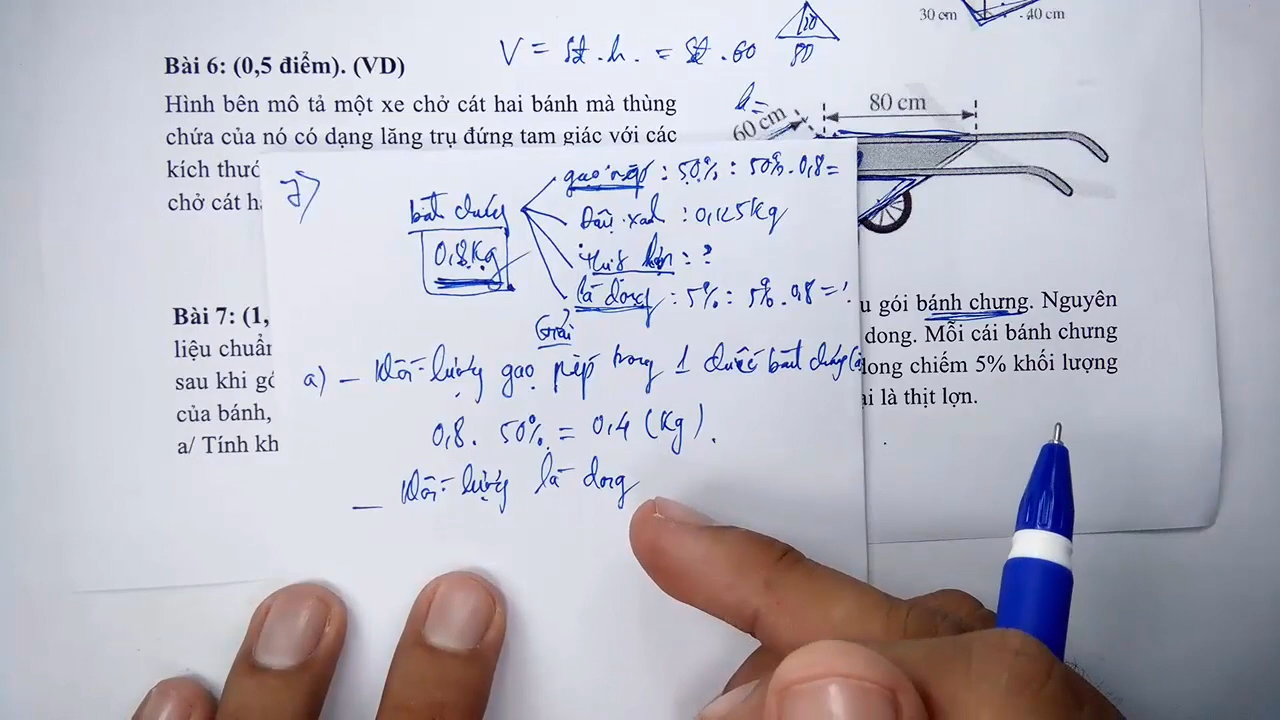 30 cm 40 cm
V = Sđ . h. = Sđ . 60
20
80
Bài 6: (0,5 điểm). (VD)
Hình bên mô tả một xe chở cát hai bánh mà thùng
chứa của nó có dạng lăng trụ đứng tam giác với các
kích thước
chở cát
h=
60 cm
80 cm
7)
bánh chưng
0,8Kg
gạo nếp : 50% : 50% . 0,8 =
Đậu xanh : 0,125Kg
thịt lợn : ?
lá dong : 5% : 5% . 0,8 = ?
Giải
a) – Khối lượng gạo nếp trong 1 chiếc bánh chưng
0,8 . 50% = 0,4 (Kg).
– Khối lượng lá dong
Bài 7: (1,
u gói bánh chưng. Nguyên
liệu chuẩn
dong. Mỗi cái bánh chưng
sau khi
dong chiếm 5% khối lượng
của bánh,
ại là thịt lợn.
a/ Tính kh